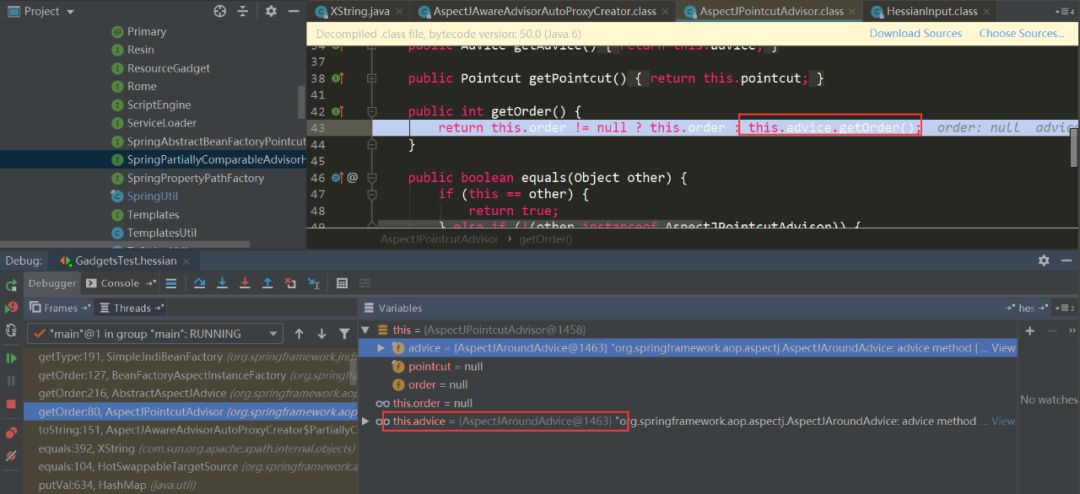 Project
XString.java
AspectJAwareAdvisorAutoProxyCreator.class
AspectJPointcutAdvisor.class
HessianInput.class
Primary
Resin
ResourceGadget
Rome
ScriptEngine
ServiceLoader
SpringAbstractBeanFactoryPointcut
SpringPartiallyComparableAdvisorH
SpringPropertyPathFactory
SpringUtil
Templates
TemplatesUtil
Decompiled .class file, bytecode version: 50.0 (Java 6)
Download Sources
Choose Sources...
public Advice getAdvice() { return this.advice; }
37
38 public Pointcut getPointcut() { return this.pointcut; }
41
42 public int getOrder() {
43 return this.order != null ? this.order : this.advice.getOrder(); order: null advice
44 }
45
46 @ public boolean equals(Object other) {
47 if (this == other) {
48 return true;
49 } else if (!(other instanceof AspectJPointcutAdvisor)) {
AspectJPointcutAdvisor › getOrder()
Debug:
GadgetsTest.hessian
Debugger
Console
Frames
Threads
Variables
hes
"main"@1 in group "main": RUNNING
getType:191, SimpleJndiBeanFactory (org.springframework.jndi
getOrder:127, BeanFactoryAspectInstanceFactory (org.springf
getOrder:216, AbstractAspectJAdvice (org.springframework.aop
getOrder:80, AspectJPointcutAdvisor (org.springframework.aop
toString:151, AspectJAwareAdvisorAutoProxyCreator$PartiallyC
equals:392, XString (com.sun.org.apache.xpath.internal.objects)
equals:104, HotSwappableTargetSource (org.springframework.a
putVal:634, HashMap (java.util)
this = {AspectJPointcutAdvisor@1458}
advice = {AspectJAroundAdvice@1463} "org.springframework.aop.aspectj.AspectJAroundAdvice: advice method [ ... View
pointcut = null
order = null
this.order = null
this.advice = {AspectJAroundAdvice@1463} "org.springframework.aop.aspectj.AspectJAroundAdvice: advice method ... View
No watches